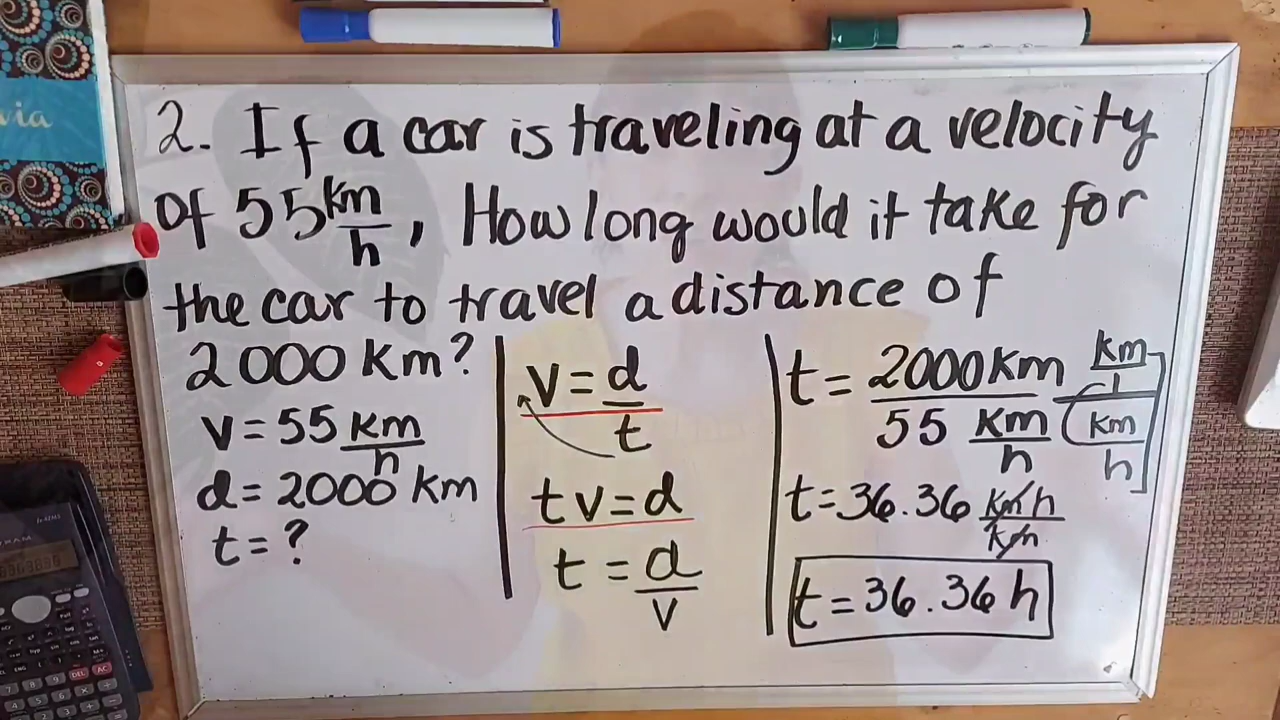 2. If a car is traveling at a velocity
of 55 km/h, How long would it take for
the car to travel a distance of
2000 km?
v = 55 km/h
d = 2000 km
t = ?
v = d/t
tv = d
t = d/v
t = 2000 km / 55 km/h km/1 / km/h
t = 36.36 km h / km
t = 36.36 h
via